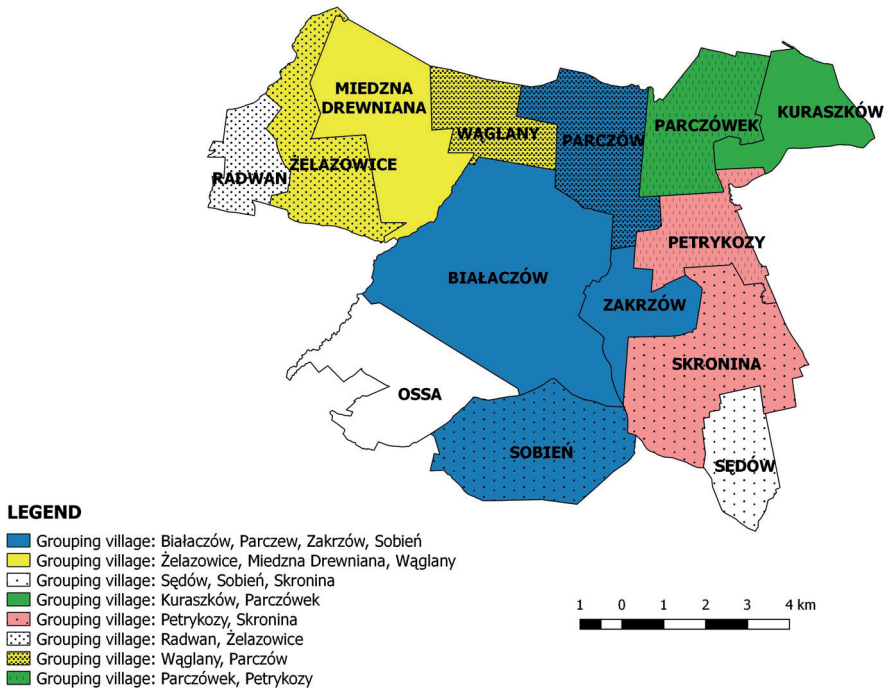 MIEDZNA
DREWNIANA
KURASZKÓW
PARCZÓWEK
WĄGLANY
PARCZÓW
ŻELAZOWICE
RADWAN
PETRYKOZY
BIAŁACZÓW
ZAKRZÓW
SKRONINA
OSSA
SOBIEŃ
SĘDÓW
LEGEND
Grouping village: Białaczów, Parczew, Zakrzów, Sobień
Grouping village: Żelazowice, Miedzna Drewniana, Wąglany
Grouping village: Sędów, Sobień, Skronina
Grouping village: Kuraszków, Parczówek
Grouping village: Petrykozy, Skronina
Grouping village: Radwan, Żelazowice
Grouping village: Wąglany, Parczów
Grouping village: Parczówek, Petrykozy
1 0 1 2 3 4 km